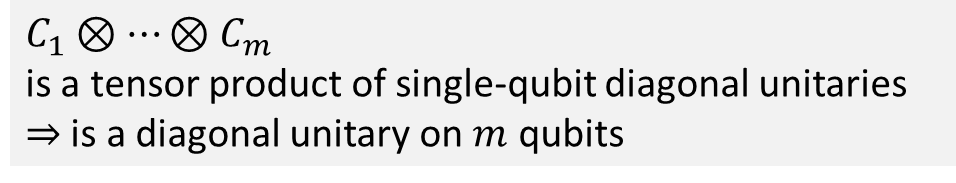 C₁ ⊗ ⋯ ⊗ Cₘ
is a tensor product of single-qubit diagonal unitaries
⇒ is a diagonal unitary on m qubits